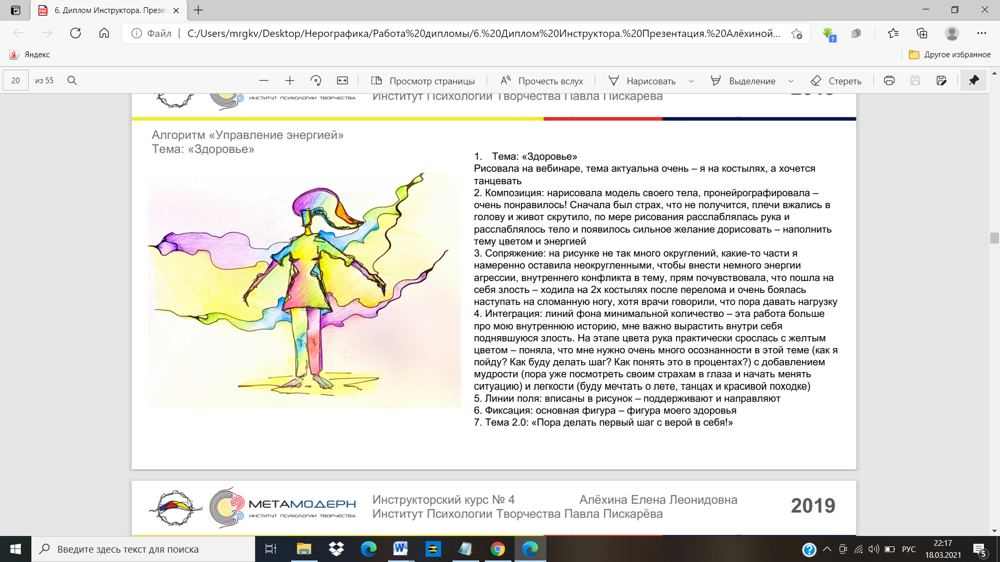 6. Диплом Инструктора. Презе
Файл
C:/Users/mrgkv/Desktop/Нерографика/Работа%20дипломы/6.%20Диплом%20Инструктора.%20Презентация.%20Алёхиной...
Яндекс
Другое избранное
20 из 55
Просмотр страницы
Прочесть вслух
Нарисовать
Выделение
Стереть
ИНСТИТУТ ПСИХОЛОГИИ ТВОРЧЕСТВА
Институт Психологии Творчества Павла Пискарёва
2019
Алгоритм «Управление энергией»
Тема: «Здоровье»
1. Тема: «Здоровье»
Рисовала на вебинаре, тема актуальна очень – я на костылях, а хочется
танцевать
2. Композиция: нарисовала модель своего тела, пронейрографировала –
очень понравилось! Сначала был страх, что не получится, плечи вжались в
голову и живот скрутило, по мере рисования расслаблялась рука и
расслаблялось тело и появилось сильное желание дорисовать – наполнить
тему цветом и энергией
3. Сопряжение: на рисунке не так много округлений, какие-то части я
намеренно оставила неокругленными, чтобы внести немного энергии
агрессии, внутреннего конфликта в тему, прям почувствовала, что пошла на
себя злость – ходила на 2х костылях после перелома и очень боялась
наступать на сломанную ногу, хотя врачи говорили, что пора давать нагрузку
4. Интеграция: линий фона минимальной количество – эта работа больше
про мою внутреннюю историю, мне важно вырастить внутри себя
поднявшуюся злость. На этапе цвета рука практически срослась с желтым
цветом – поняла, что мне нужно очень много осознанности в этой теме (как я
пойду? Как буду делать шаг? Как понять это в процентах?) с добавлением
мудрости (пора уже посмотреть своим страхам в глаза и начать менять
ситуацию) и легкости (буду мечтать о лете, танцах и красивой походке)
5. Линии поля: вписаны в рисунок – поддерживают и направляют
6. Фиксация: основная фигура – фигура моего здоровья
7. Тема 2.0: «Пора делать первый шаг с верой в себя!»
МЕТАМОДЕРН
ИНСТИТУТ ПСИХОЛОГИИ ТВОРЧЕСТВА
Инструкторский курс № 4
Алёхина Елена Леонидовна
Институт Психологии Творчества Павла Пискарёва
2019
Введите здесь текст для поиска
РУС
22:17
18.03.2021
5